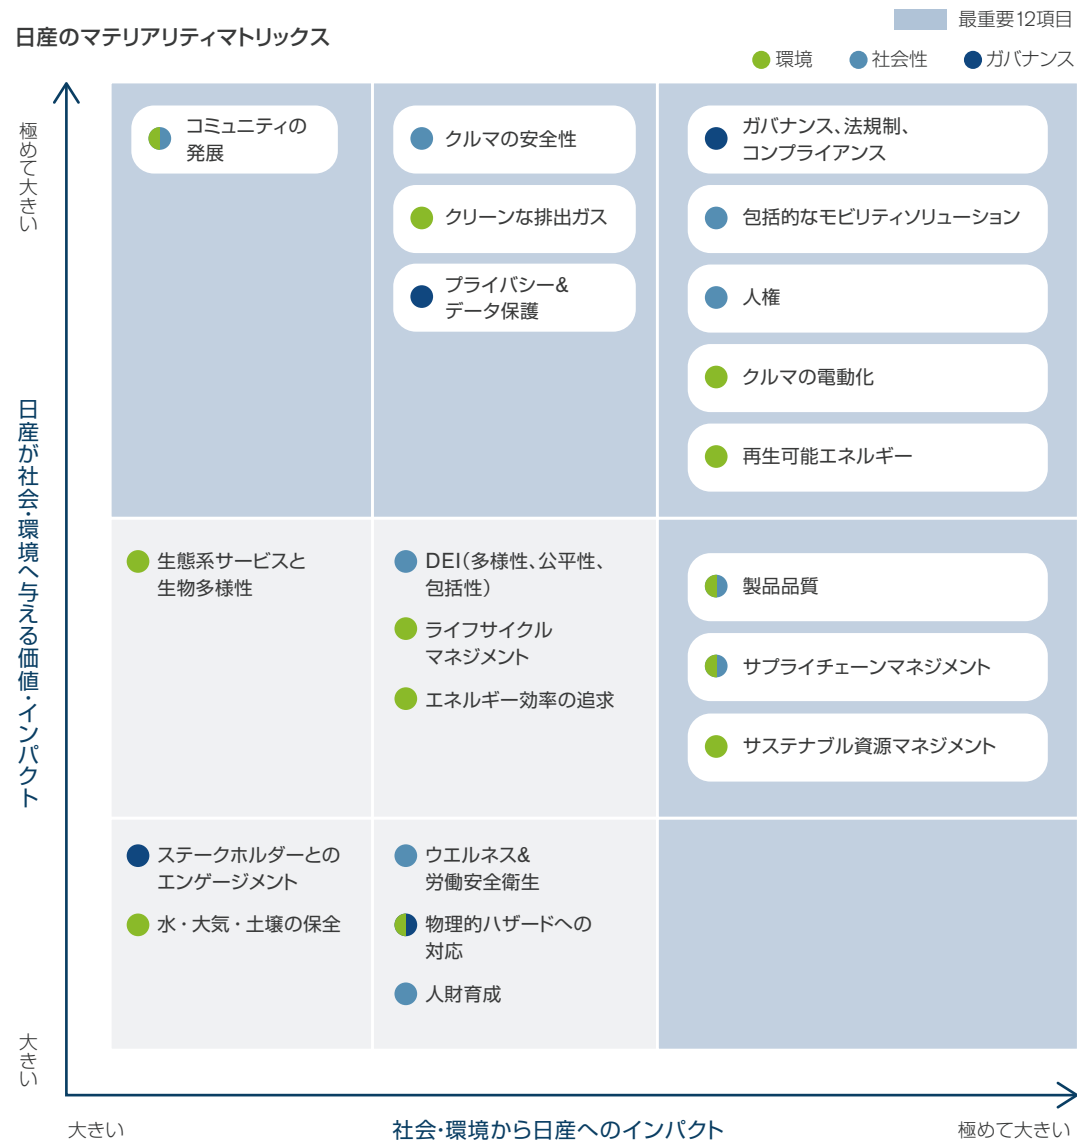 日産のマテリアリティマトリックス
最重要12項目
環境
社会性
ガバナンス
極めて大きい
日産が社会・環境へ与える価値・インパクト
大きい
コミュニティの
発展
クルマの安全性
クリーンな排出ガス
プライバシー&
データ保護
ガバナンス、法規制、
コンプライアンス
包括的なモビリティソリューション
人権
クルマの電動化
再生可能エネルギー
生態系サービスと
生物多様性
DEI(多様性、公平性、
包括性)
ライフサイクル
マネジメント
エネルギー効率の追求
製品品質
サプライチェーンマネジメント
サステナブル資源マネジメント
ステークホルダーとの
エンゲージメント
水・大気・土壌の保全
ウエルネス&
労働安全衛生
物理的ハザードへの
対応
人財育成
大きい
社会・環境から日産へのインパクト
極めて大きい